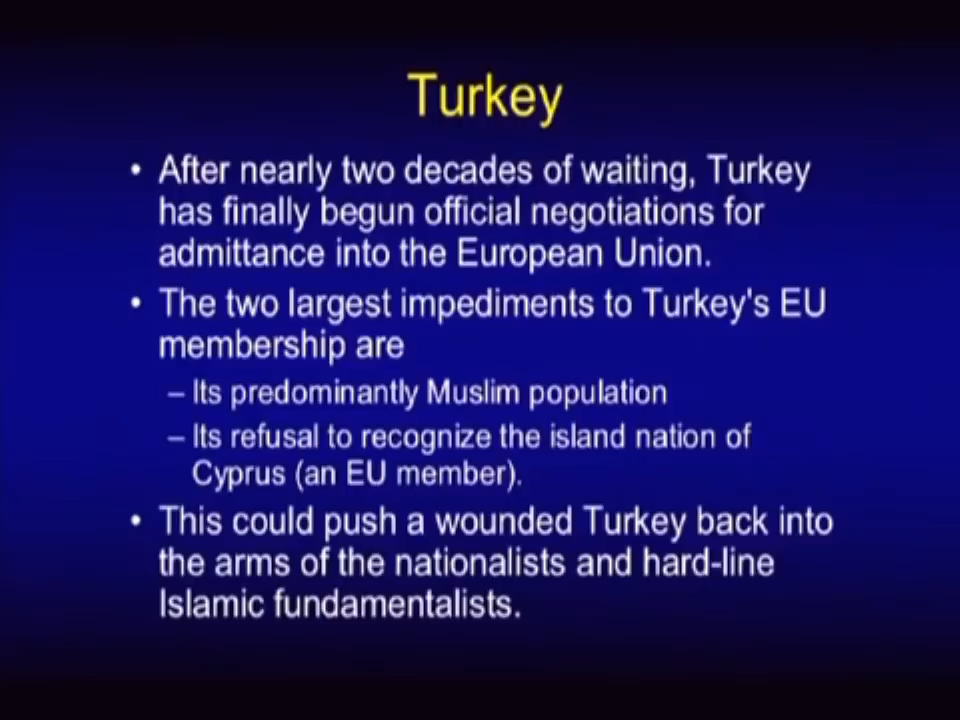 Turkey
• After nearly two decades of waiting, Turkey
has finally begun official negotiations for
admittance into the European Union.
• The two largest impediments to Turkey's EU
membership are
– Its predominantly Muslim population
– Its refusal to recognize the island nation of
Cyprus (an EU member).
• This could push a wounded Turkey back into
the arms of the nationalists and hard-line
Islamic fundamentalists.